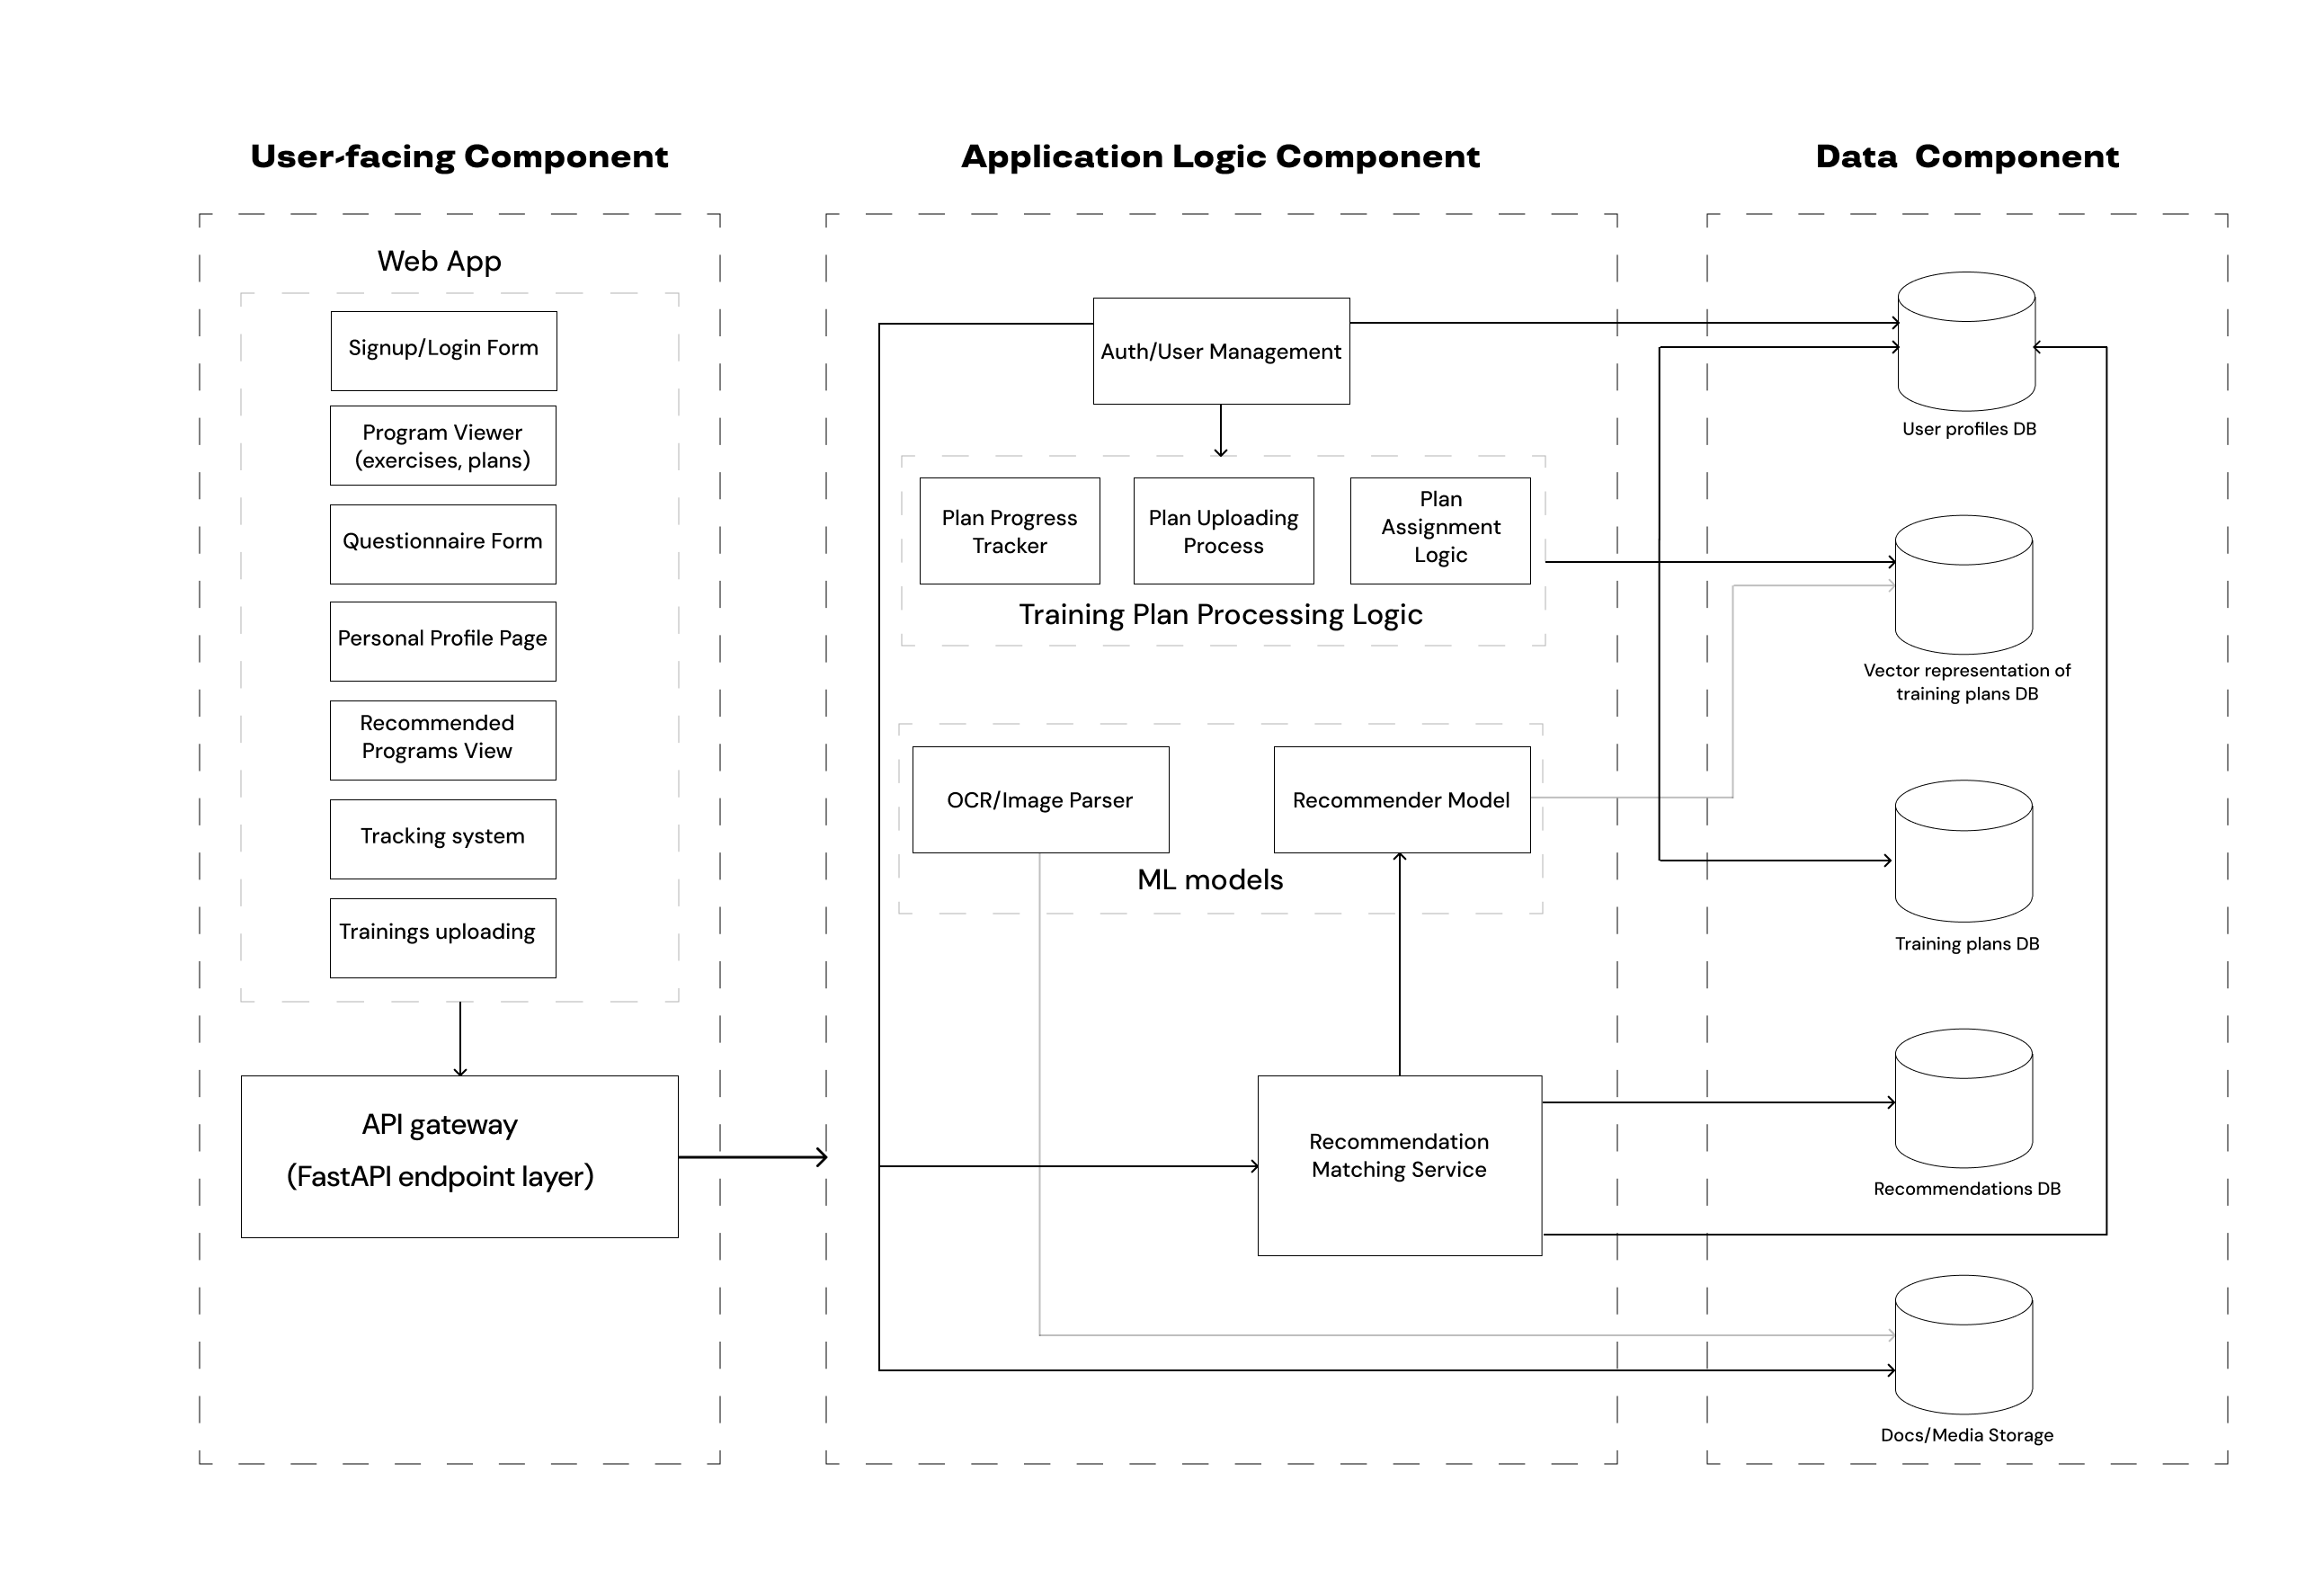 User-facing Component
Application Logic Component
Data Component
Web App
Signup/Login Form
Program Viewer
(exercises, plans)
Questionnaire Form
Personal Profile Page
Recommended
Programs View
Tracking system
Trainings uploading
API gateway
(FastAPI endpoint layer)
Auth/User Management
Plan Progress
Tracker
Plan Uploading
Process
Plan
Assignment
Logic
Training Plan Processing Logic
OCR/Image Parser
Recommender Model
ML models
Recommendation
Matching Service
User profiles DB
Vector representation of
training plans DB
Training plans DB
Recommendations DB
Docs/Media Storage